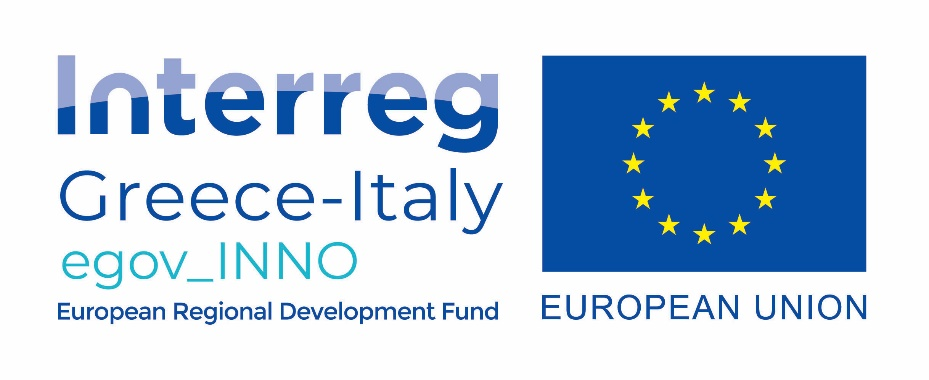 Interreg
Greece-Italy
egov_INNO
European Regional Development Fund
EUROPEAN UNION